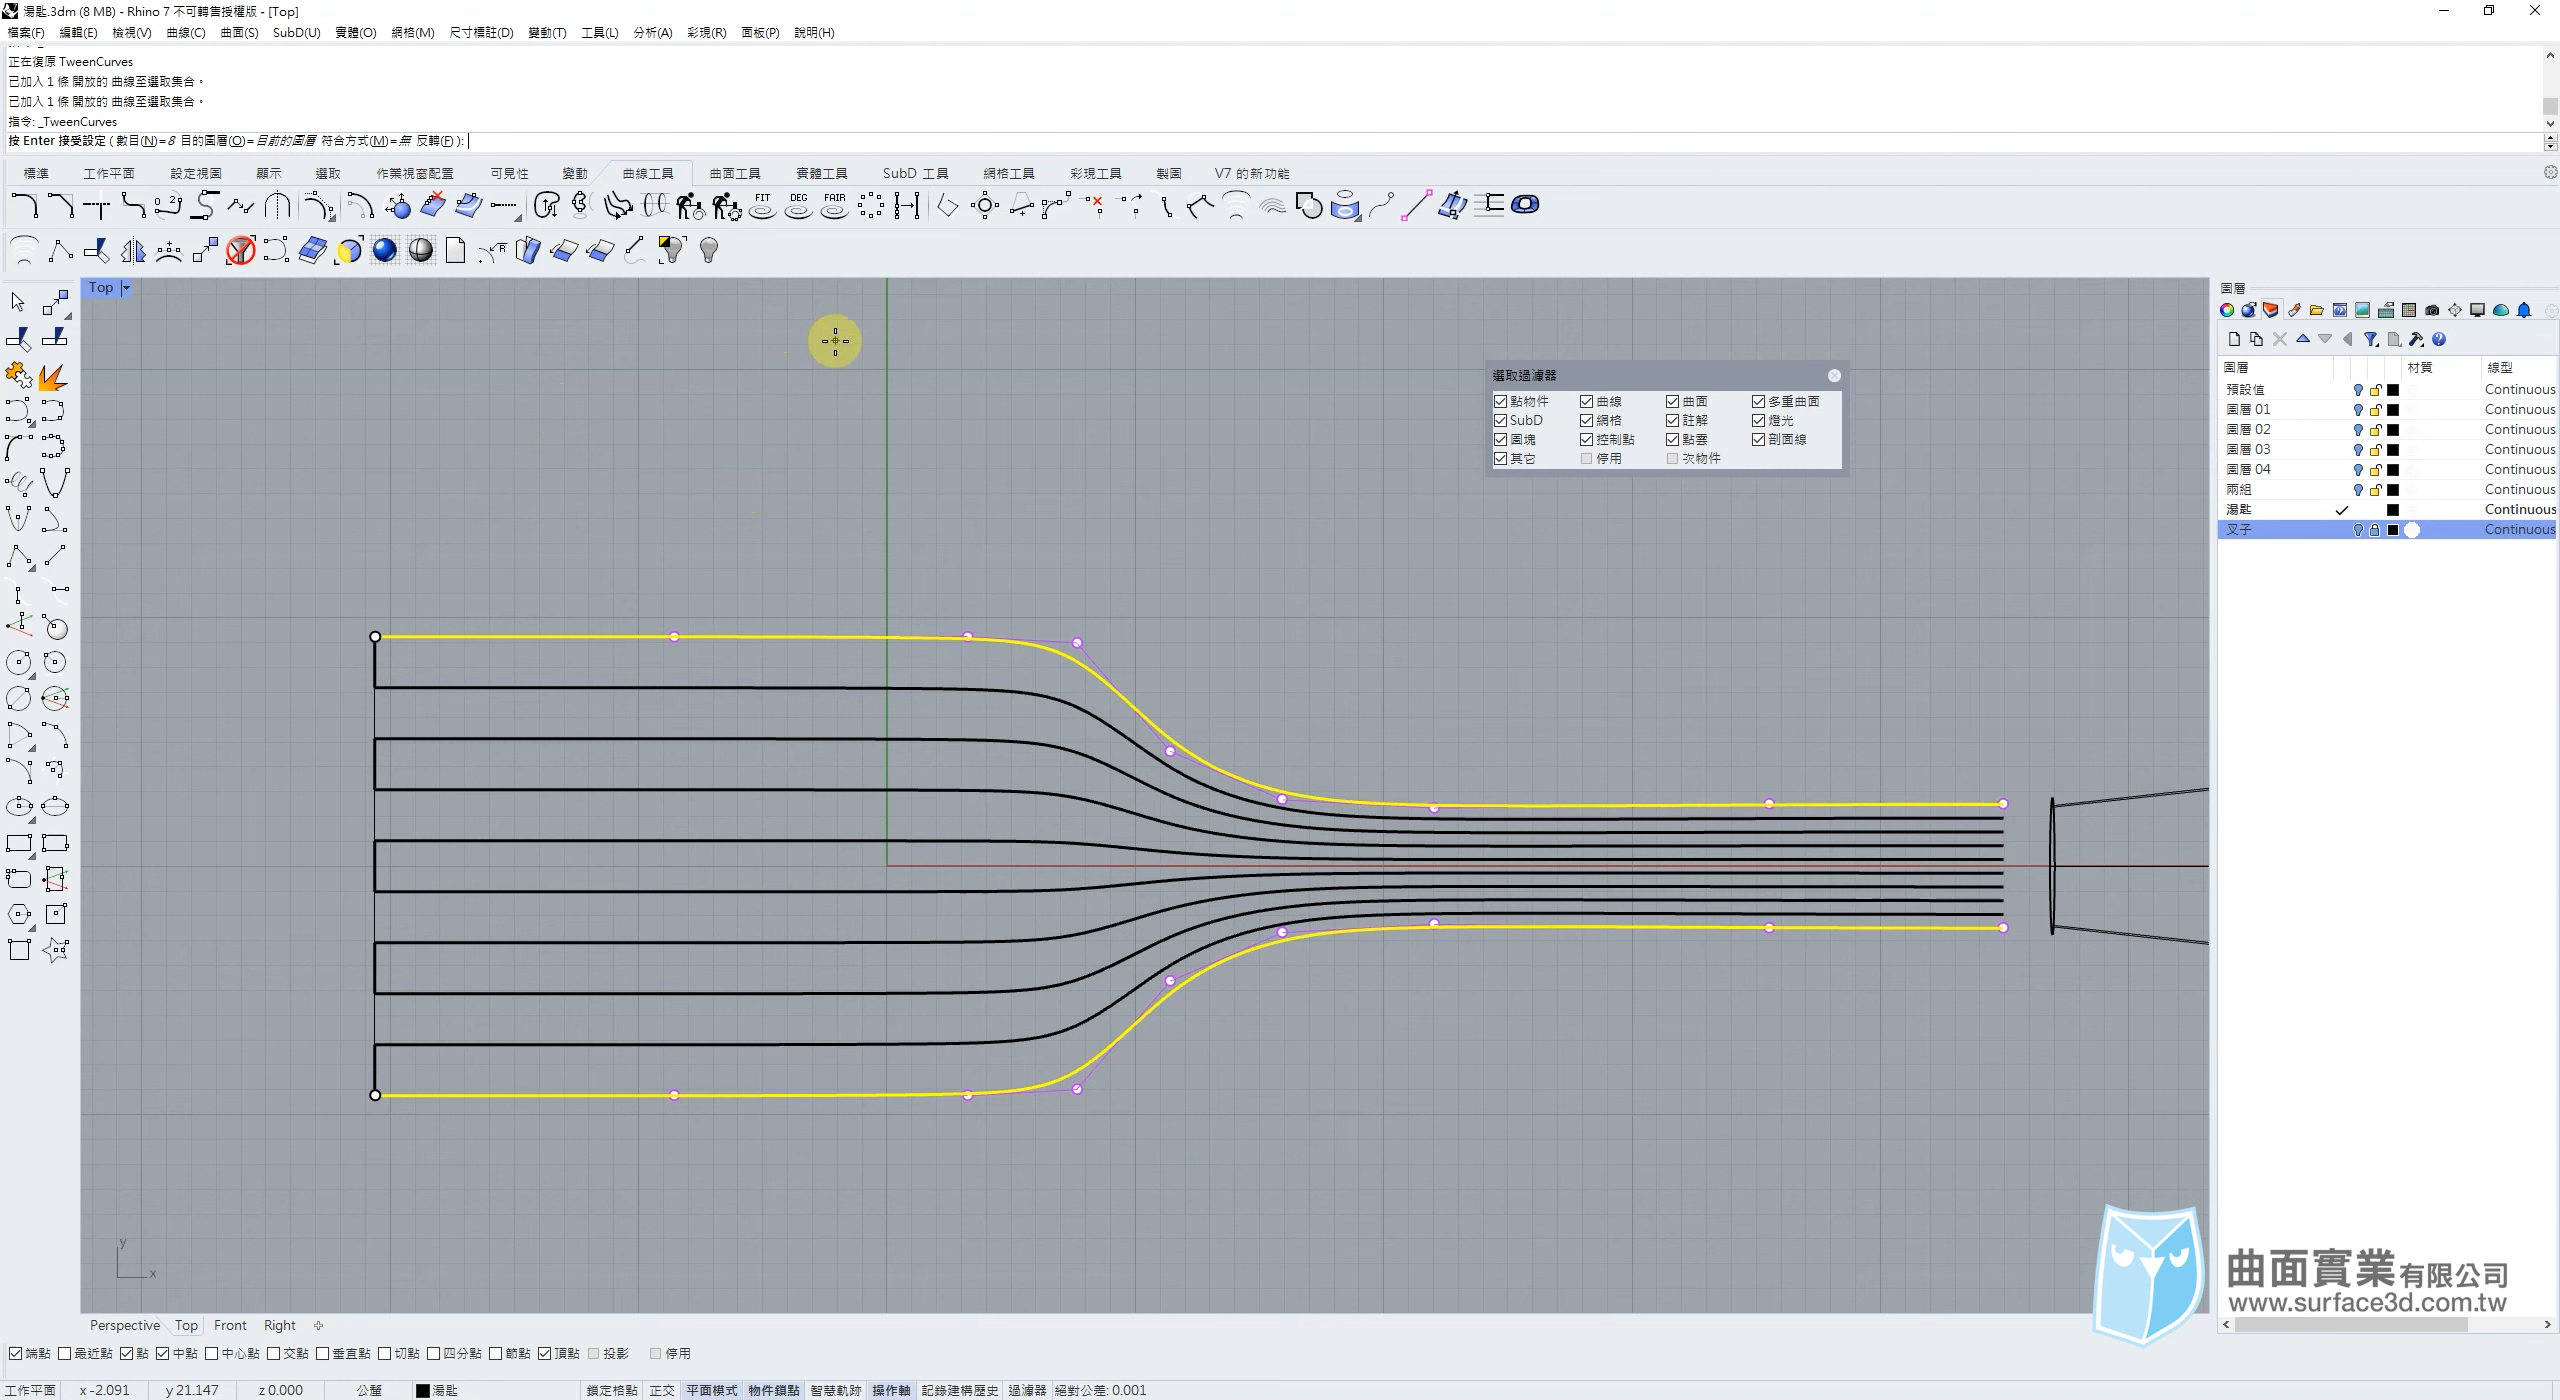 湯匙.3dm (8 MB) - Rhino 7 不可轉售授權版 - [Top]
檔案(F) 編輯(E) 檢視(V) 曲線(C) 曲面(S) SubD(U) 實體(O) 網格(M) 尺寸標註(D) 變動(T) 工具(L) 分析(A) 彩現(R) 面板(P) 說明(H)
正在復原 TweenCurves
已加入 1 條 開放的 曲線至選取集合。
已加入 1 條 開放的 曲線至選取集合。
指令: _TweenCurves
按 Enter 接受設定 ( 數目(N)=8 目的圖層(O)=目前的圖層 符合方式(M)=無 反轉(F) ):
標準 工作平面 設定視圖 顯示 選取 作業視窗配置 可見性 變動 曲線工具 曲面工具 實體工具 SubD 工具 網格工具 彩現工具 製圖 V7 的新功能
FIT DEG FAIR
Top
選取過濾器
點物件 曲線 曲面 多重曲面
SubD 網格 註解 燈光
圖塊 控制點 點雲 剖面線
其它 停用 次物件
圖層
圖層 材質 線型
預設值 Continuous
圖層 01 Continuous
圖層 02 Continuous
圖層 03 Continuous
圖層 04 Continuous
兩組 Continuous
湯匙 Continuous
叉子 Continuous
y
x
曲面實業有限公司
www.surface3d.com.tw
Perspective Top Front Right
端點 最近點 點 中點 中心點 交點 垂直點 切點 四分點 節點 頂點 投影 停用
工作平面 x -2.091 y 21.147 z 0.000 公釐 湯匙 鎖定格點 正交 平面模式 物件鎖點 智慧軌跡 操作軸 記錄建構歷史 過濾器 絕對公差: 0.001